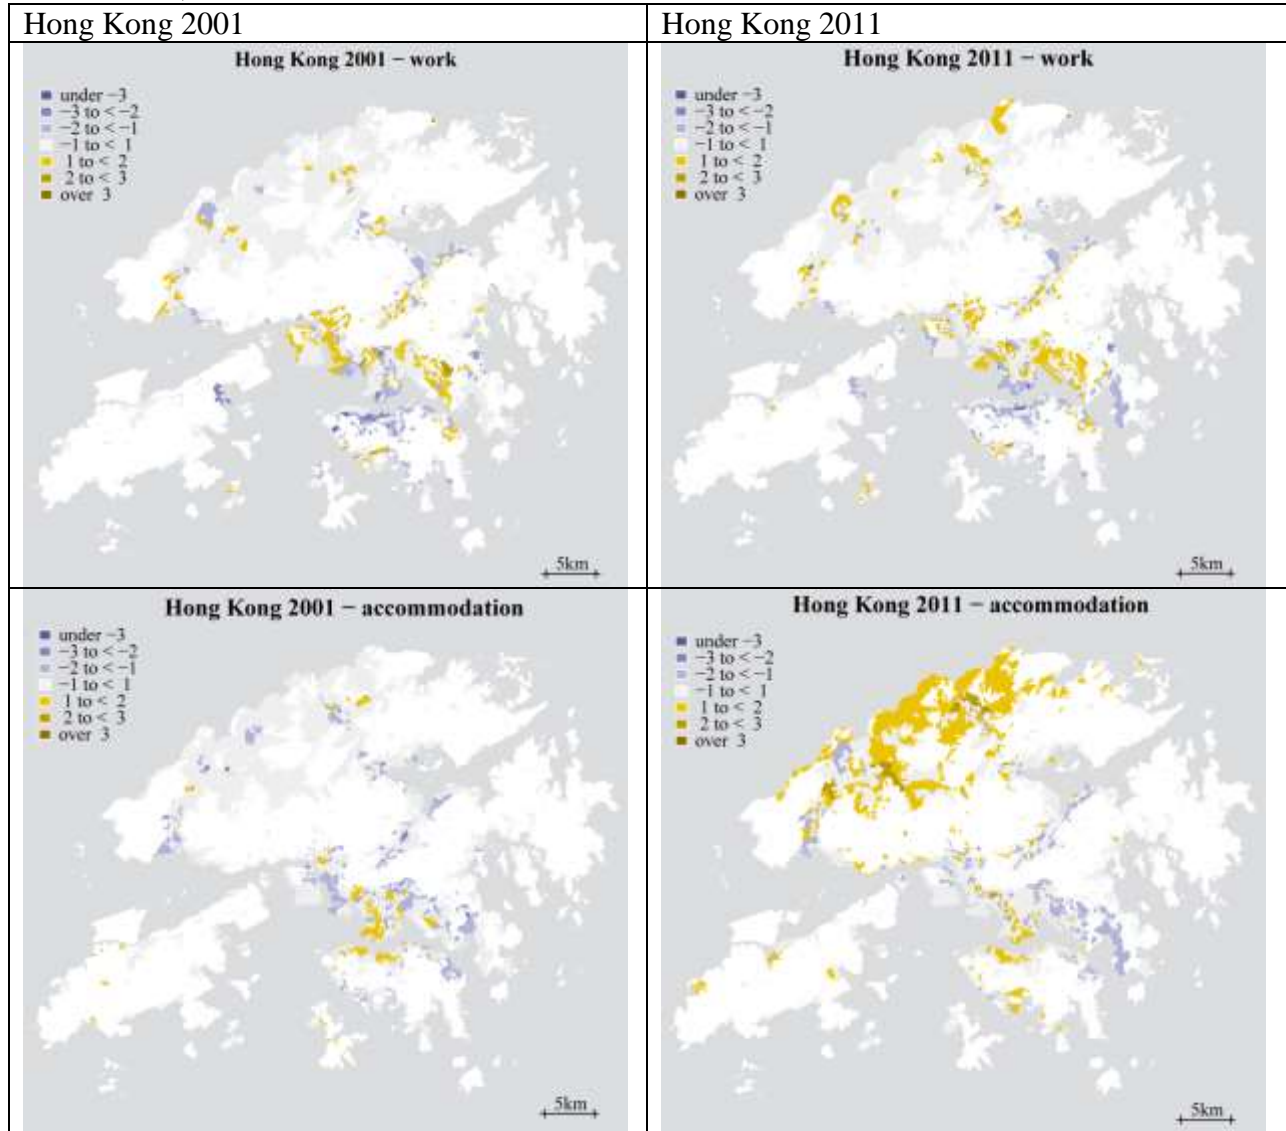 Hong Kong 2001
Hong Kong 2011
Hong Kong 2001 − work
under −3
−3 to < −2
−2 to < −1
−1 to < 1
1 to < 2
2 to < 3
over 3
5km
Hong Kong 2011 − work
under −3
−3 to < −2
−2 to < −1
−1 to < 1
1 to < 2
2 to < 3
over 3
5km
Hong Kong 2001 − accommodation
under −3
−3 to < −2
−2 to < −1
−1 to < 1
1 to < 2
2 to < 3
over 3
5km
Hong Kong 2011 − accommodation
under −3
−3 to < −2
−2 to < −1
−1 to < 1
1 to < 2
2 to < 3
over 3
5km